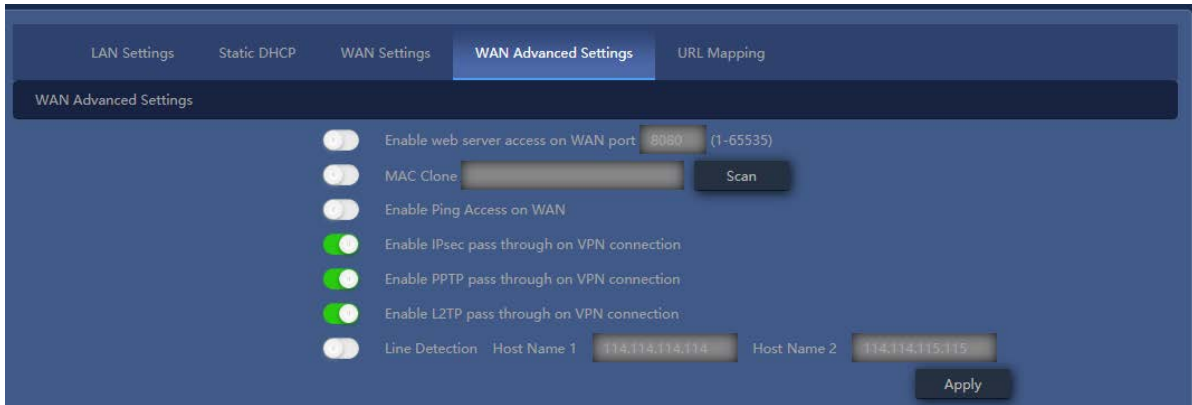 LAN Settings Static DHCP WAN Settings WAN Advanced Settings URL Mapping
WAN Advanced Settings
Enable web server access on WAN port 8080 (1-65535)
MAC Clone Scan
Enable Ping Access on WAN
Enable IPsec pass through on VPN connection
Enable PPTP pass through on VPN connection
Enable L2TP pass through on VPN connection
Line Detection Host Name 1 114.114.114.114 Host Name 2 114.114.115.115
Apply